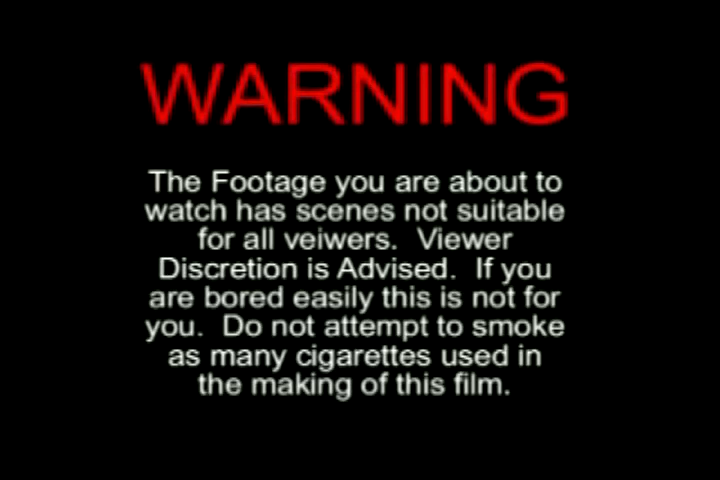 WARNING
The Footage you are about to
watch has scenes not suitable
for all veiwers.  Viewer
Discretion is Advised.  If you
are bored easily this is not for
you.  Do not attempt to smoke
as many cigarettes used in
the making of this film.